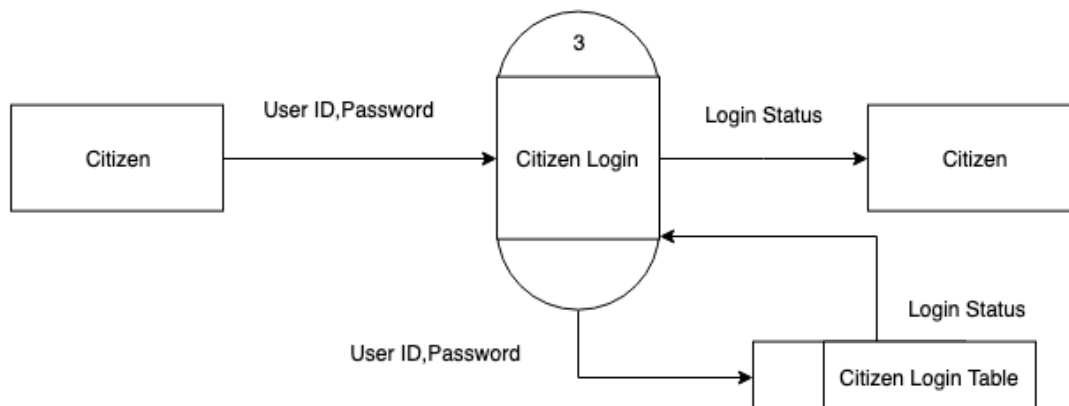 3
User ID,Password
Login Status
Citizen
Citizen Login
Citizen
Login Status
User ID,Password
Citizen Login Table